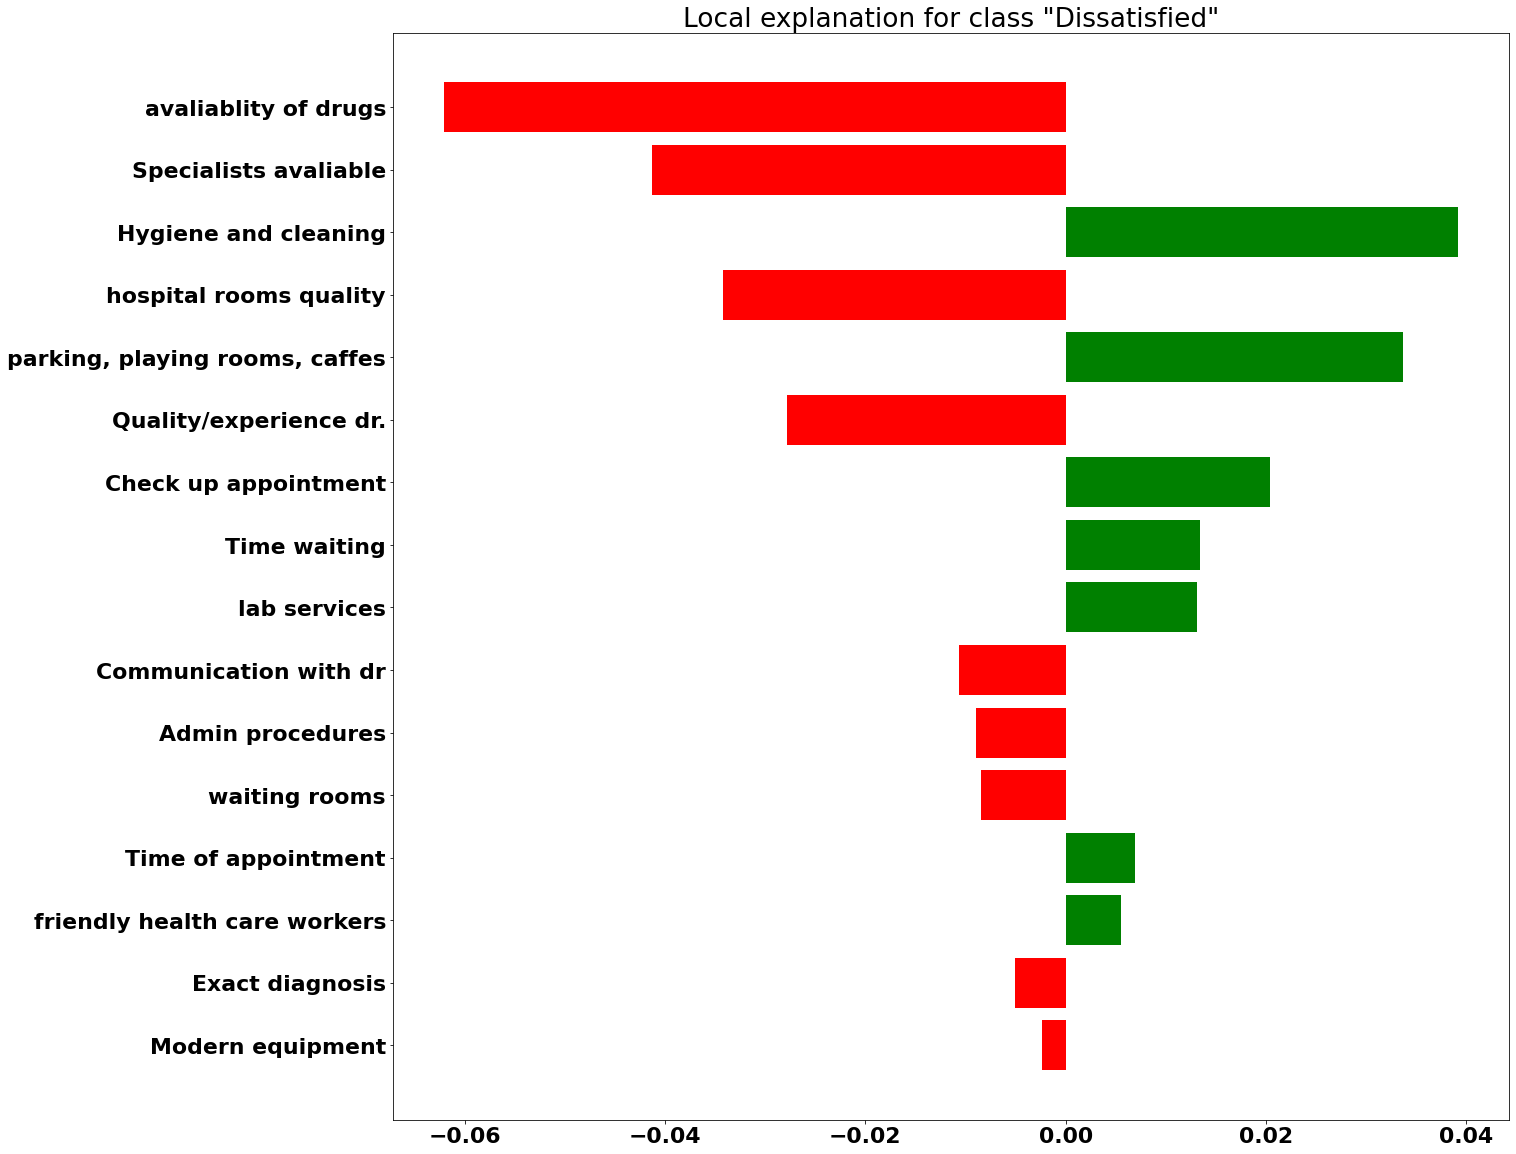 Local explanation for class "Dissatisfied"
avaliablity of drugs
Specialists avaliable
Hygiene and cleaning
hospital rooms quality
parking, playing rooms, caffes
Quality/experience dr.
Check up appointment
Time waiting
lab services
Communication with dr
Admin procedures
waiting rooms
Time of appointment
friendly health care workers
Exact diagnosis
Modern equipment
−0.06 −0.04 −0.02 0.00 0.02 0.04